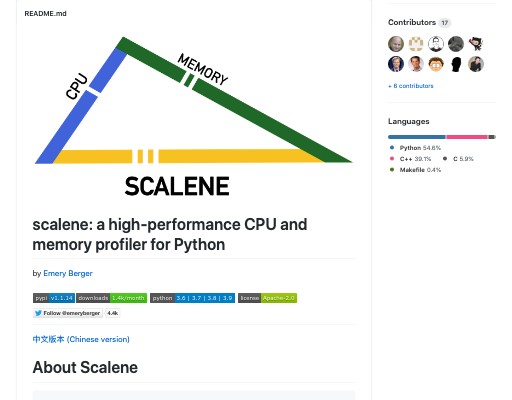 README.md
CPU
MEMORY
SCALENE
scalene: a high-performance CPU and
memory profiler for Python
by Emery Berger
pypi v1.1.14 downloads 1.4k/month python 3.6 | 3.7 | 3.8 | 3.9 license Apache-2.0
Follow @emeryberger 4.4k
中文版本 (Chinese version)
About Scalene
Contributors 17
+ 6 contributors
Languages
Python 54.6%
C++ 39.1% C 5.9%
Makefile 0.4%